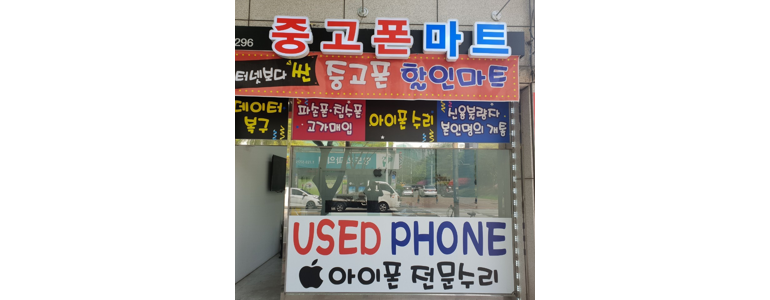 중고폰마트
296
터넷보다 싼 중고폰 할인마트
데이터
복구
파손폰·침수폰
고가매입
아이폰 수리
신용불량자
본인명의 개통
USED PHONE
아이폰 전문수리